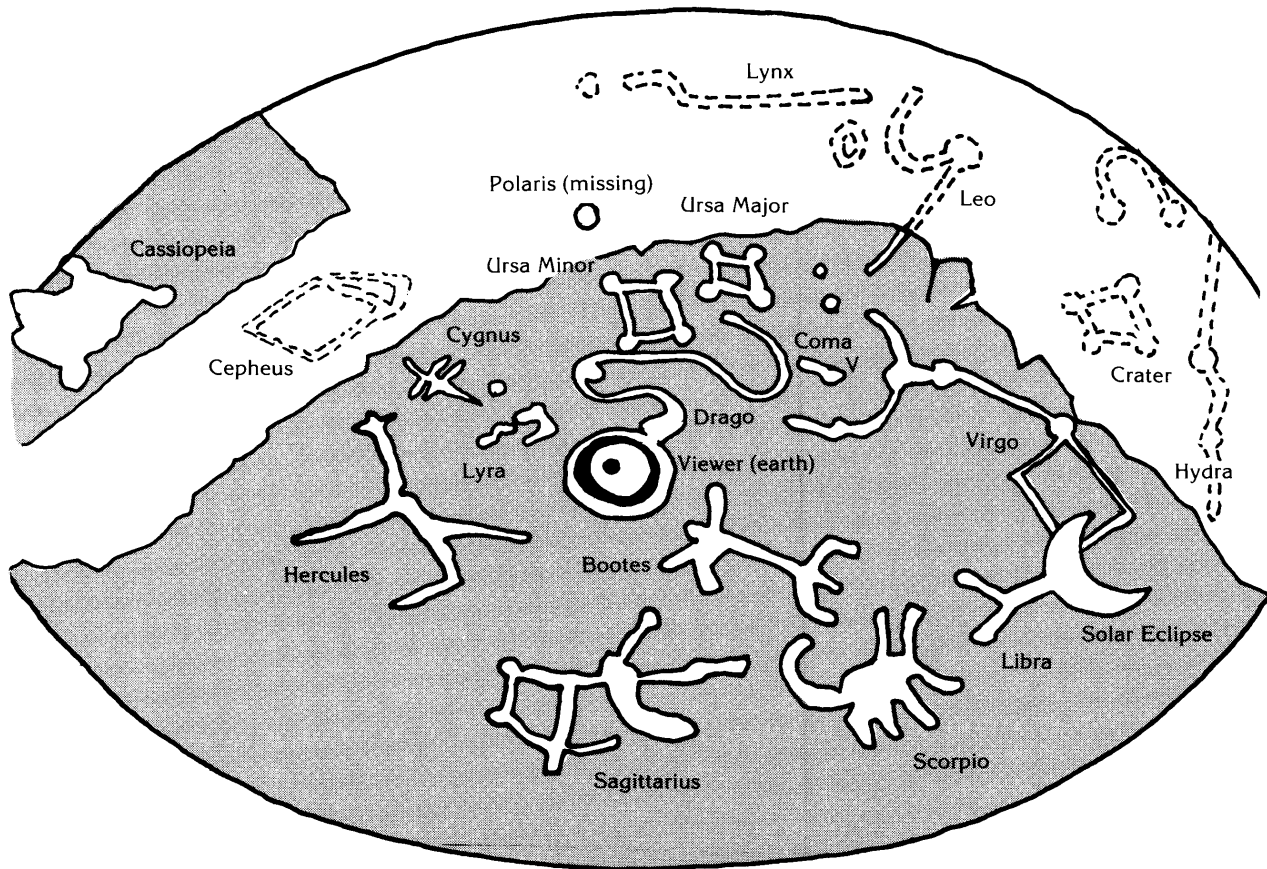 Lynx
Polaris (missing)
Ursa Major
Leo
Cassiopeia
Ursa Minor
Cygnus
Coma
V
Cepheus
Crater
Drago
Virgo
Lyra
Viewer (earth)
Hydra
Hercules
Bootes
Solar Eclipse
Libra
Scorpio
Sagittarius